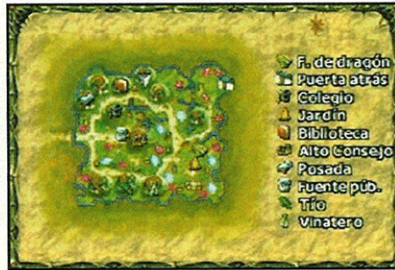 F. de dragón
Puerta atrás
Colegio
Jardín
Biblioteca
Alto Consejo
Posada
Fuente púb.
Tío
Vinatero